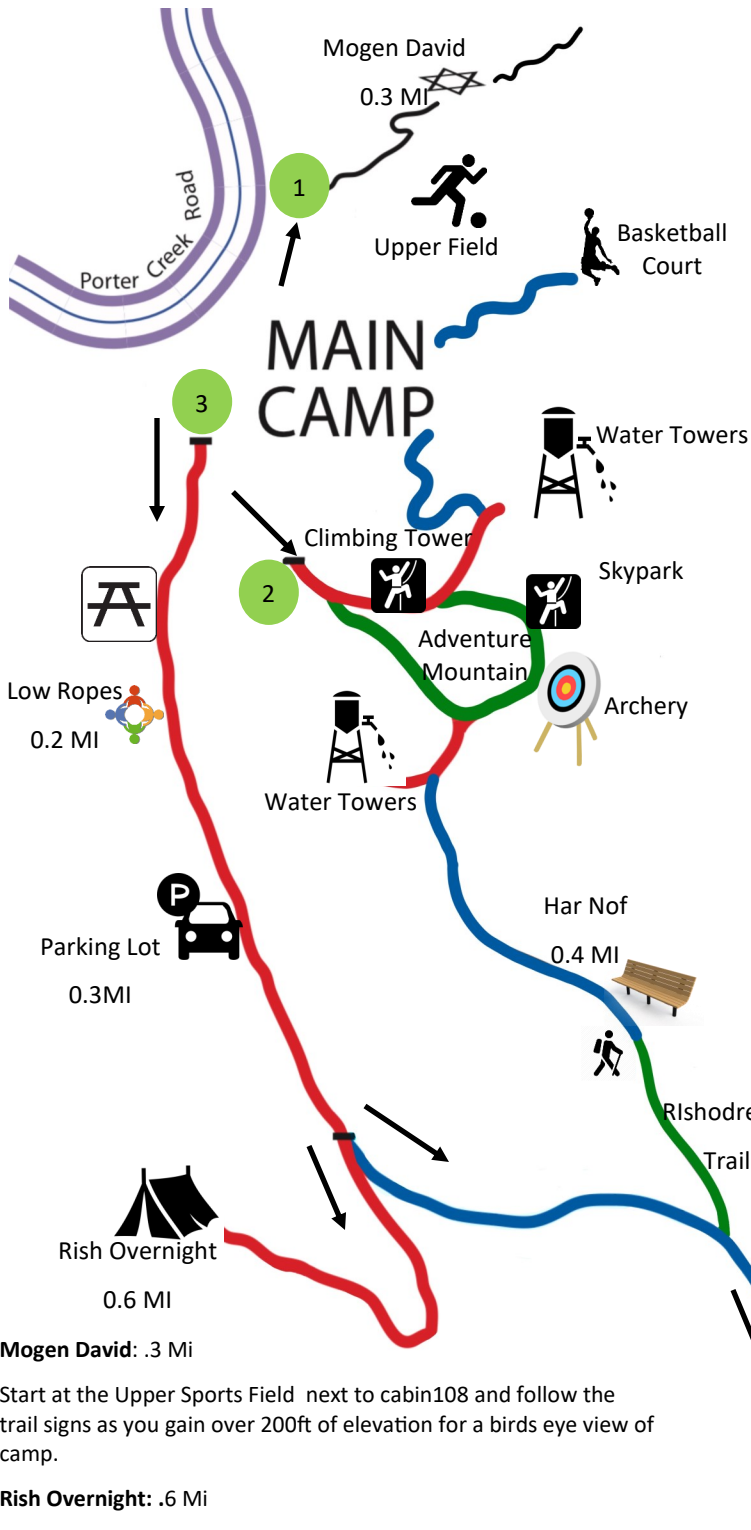 Mogen David
0.3 MI
1
Upper Field
Basketball
Court
Porter Creek Road
MAIN
CAMP
3
Water Towers
Climbing Tower
2
Skypark
Adventure
Mountain
Low Ropes
0.2 MI
Archery
Water Towers
Har Nof
0.4 MI
P
Parking Lot
0.3MI
RIshodre
Trail
Rish Overnight
0.6 MI
Mogen David: .3 Mi
Start at the Upper Sports Field next to cabin108 and follow the
trail signs as you gain over 200ft of elevation for a birds eye view of
camp.
Rish Overnight: .6 Mi